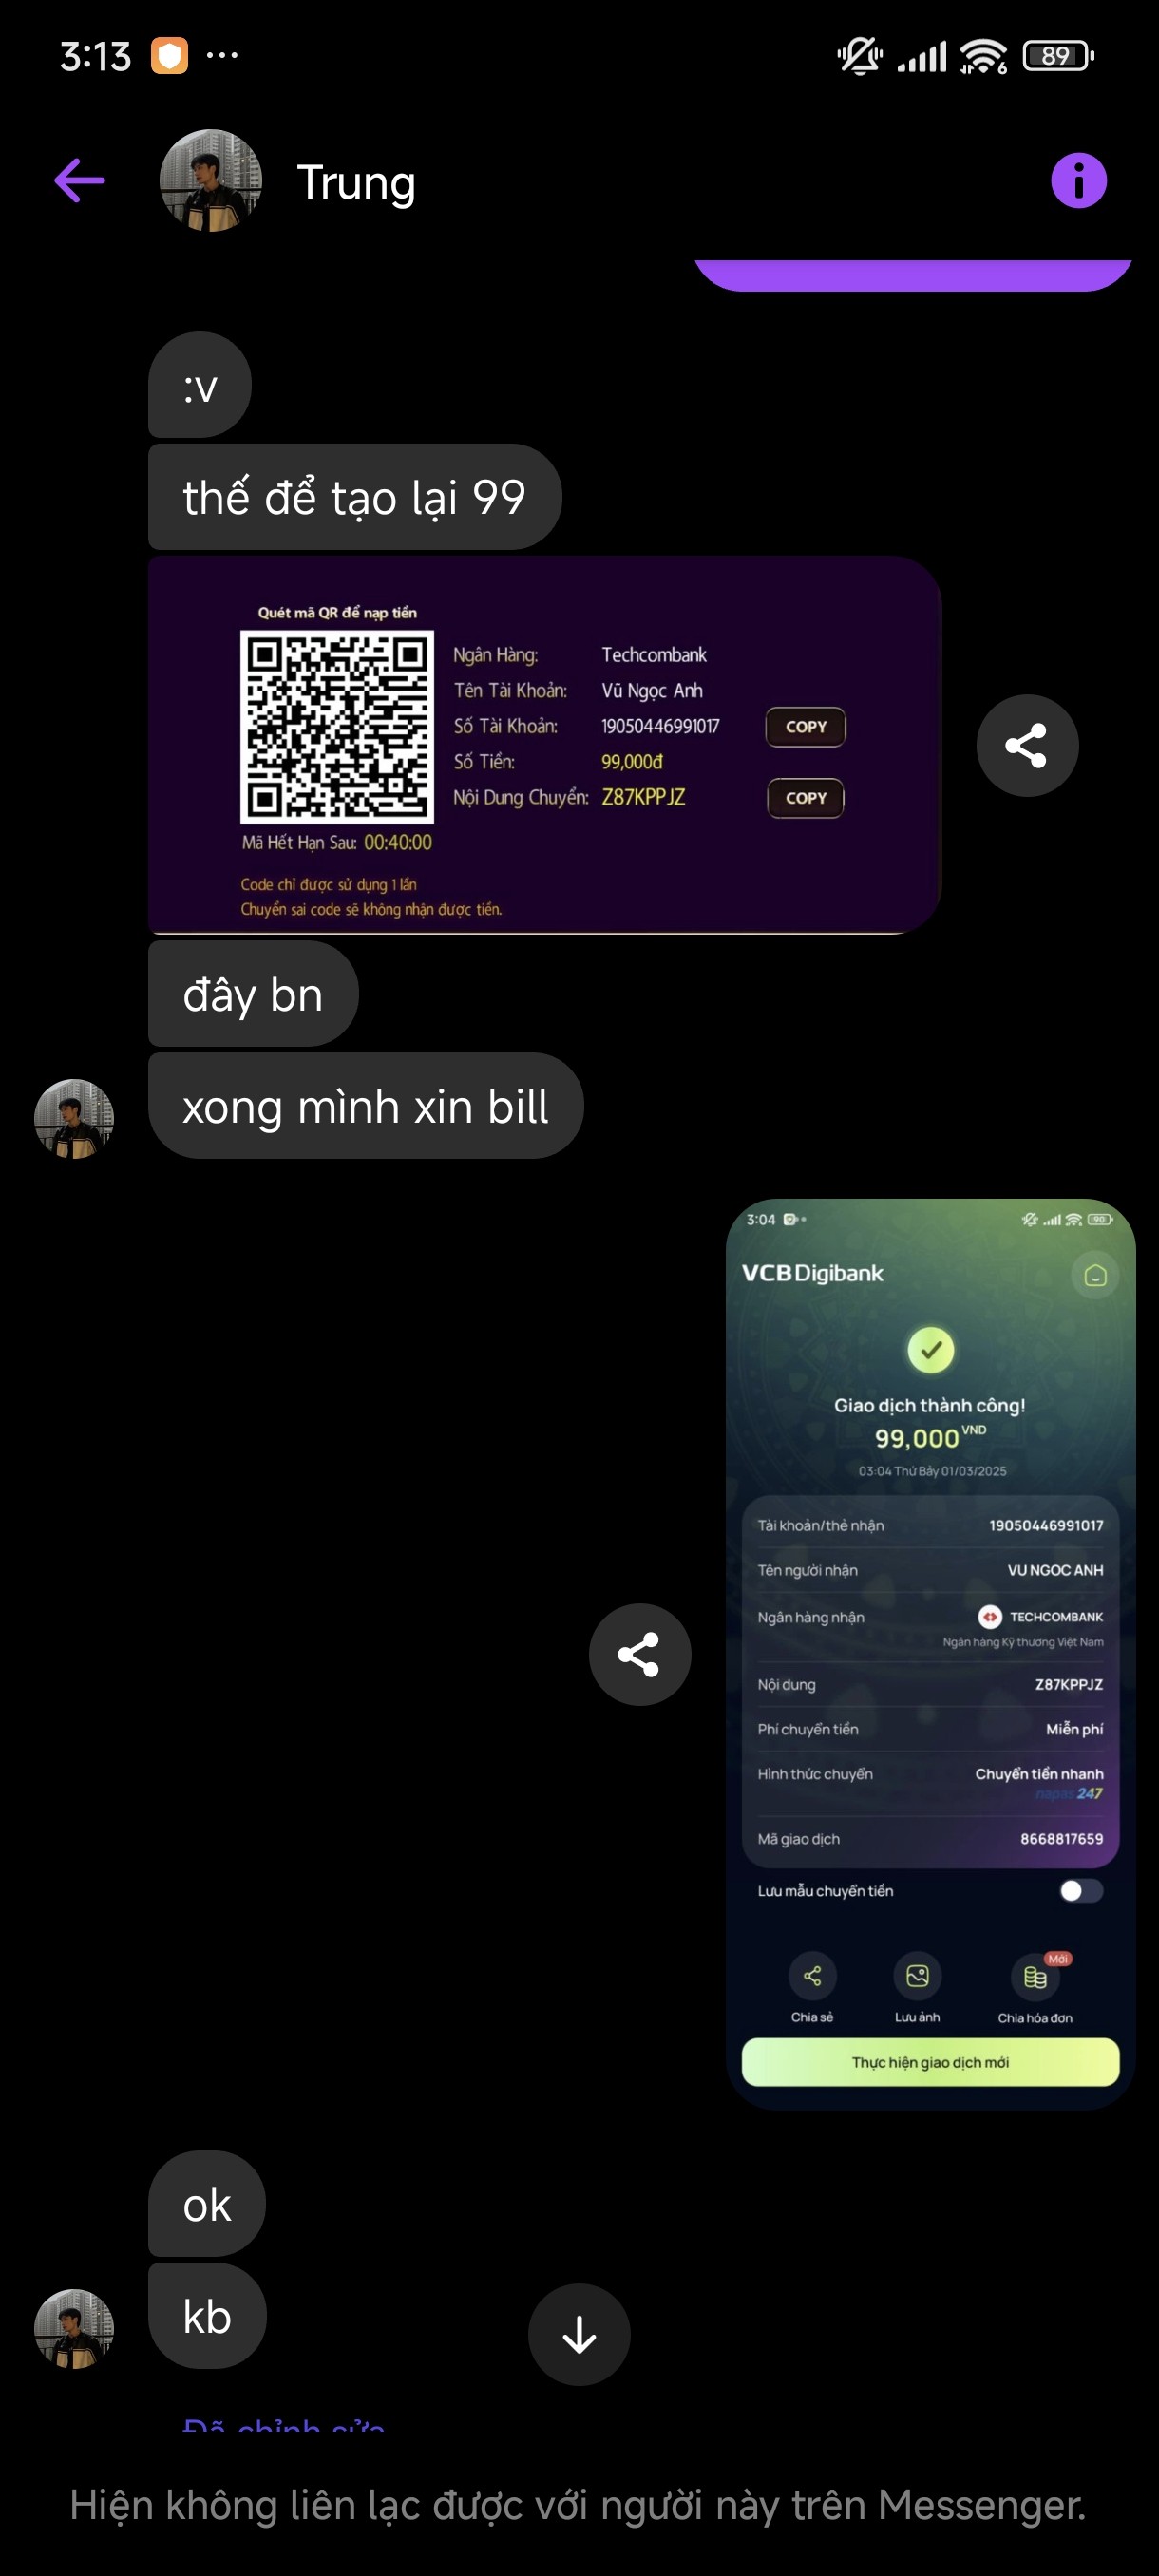 3:13
89
Trung
:v
thế để tạo lại 99
Quét mã QR để nạp tiền
Ngân Hàng: Techcombank
Tên Tài Khoản: Vũ Ngọc Anh
Số Tài Khoản: 19050446991017 COPY
Số Tiền: 99,000đ
Nội Dung Chuyển: Z87KPPJZ COPY
Mã Hết Hạn Sau: 00:40:00
Code chỉ được sử dụng 1 lần
Chuyển sai code sẽ không nhận được tiền.
đây bn
xong mình xin bill
3:04
90
VCB Digibank
Giao dịch thành công!
99,000 VND
03:04 Thứ Bảy 01/03/2025
Tài khoản/thẻ nhận 19050446991017
Tên người nhận VU NGOC ANH
Ngân hàng nhận TECHCOMBANK
Ngân hàng Kỹ thương Việt Nam
Nội dung Z87KPPJZ
Phí chuyển tiền Miễn phí
Hình thức chuyển Chuyển tiền nhanh
napas 247
Mã giao dịch 8668817659
Lưu mẫu chuyển tiền
Mới
Chia sẻ Lưu ảnh Chia hóa đơn
Thực hiện giao dịch mới
ok
kb
Đã chỉnh sửa
Hiện không liên lạc được với người này trên Messenger.